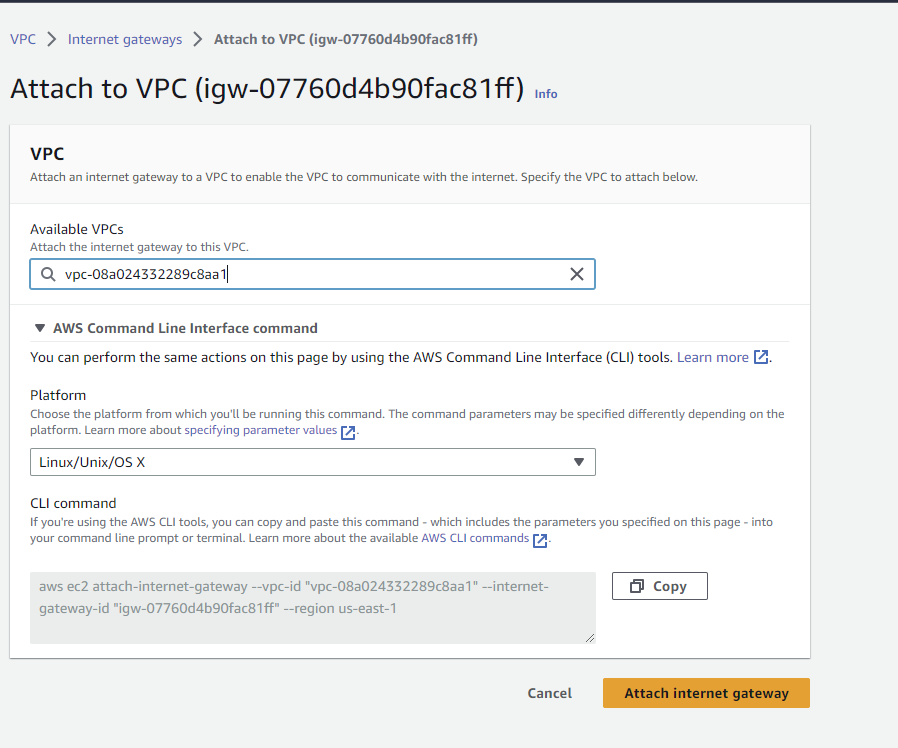 VPC > Internet gateways > Attach to VPC (igw-07760d4b90fac81ff)
Attach to VPC (igw-07760d4b90fac81ff) Info
VPC
Attach an internet gateway to a VPC to enable the VPC to communicate with the internet. Specify the VPC to attach below.
Available VPCs
Attach the internet gateway to this VPC.
vpc-08a024332289c8aa1
AWS Command Line Interface command
You can perform the same actions on this page by using the AWS Command Line Interface (CLI) tools. Learn more.
Platform
Choose the platform from which you'll be running this command. The command parameters may be specified differently depending on the
platform. Learn more about specifying parameter values.
Linux/Unix/OS X
CLI command
If you're using the AWS CLI tools, you can copy and paste this command - which includes the parameters you specified on this page - into
your command line prompt or terminal. Learn more about the available AWS CLI commands.
aws ec2 attach-internet-gateway --vpc-id "vpc-08a024332289c8aa1" --internet-
gateway-id "igw-07760d4b90fac81ff" --region us-east-1
Copy
Cancel
Attach internet gateway